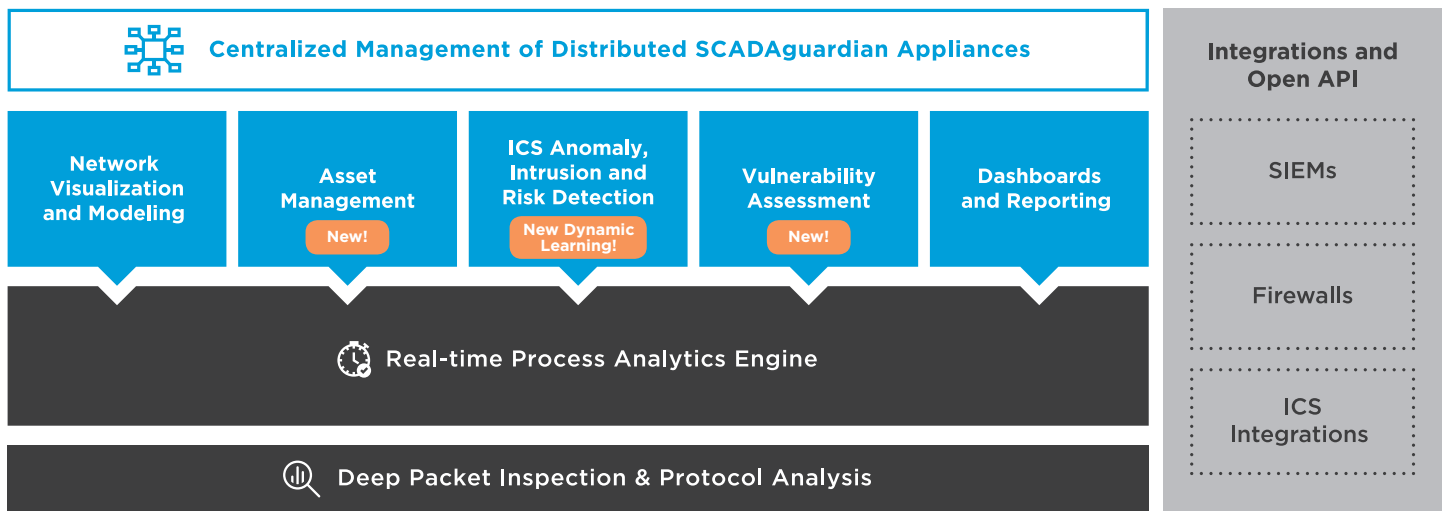 Centralized Management of Distributed SCADAguardian Appliances
Network
Visualization
and Modeling
Asset
Management
New!
ICS Anomaly,
Intrusion and
Risk Detection
New Dynamic
Learning!
Vulnerability
Assessment
New!
Dashboards
and Reporting
Real-time Process Analytics Engine
Deep Packet Inspection & Protocol Analysis
Integrations and
Open API
SIEMs
Firewalls
ICS
Integrations